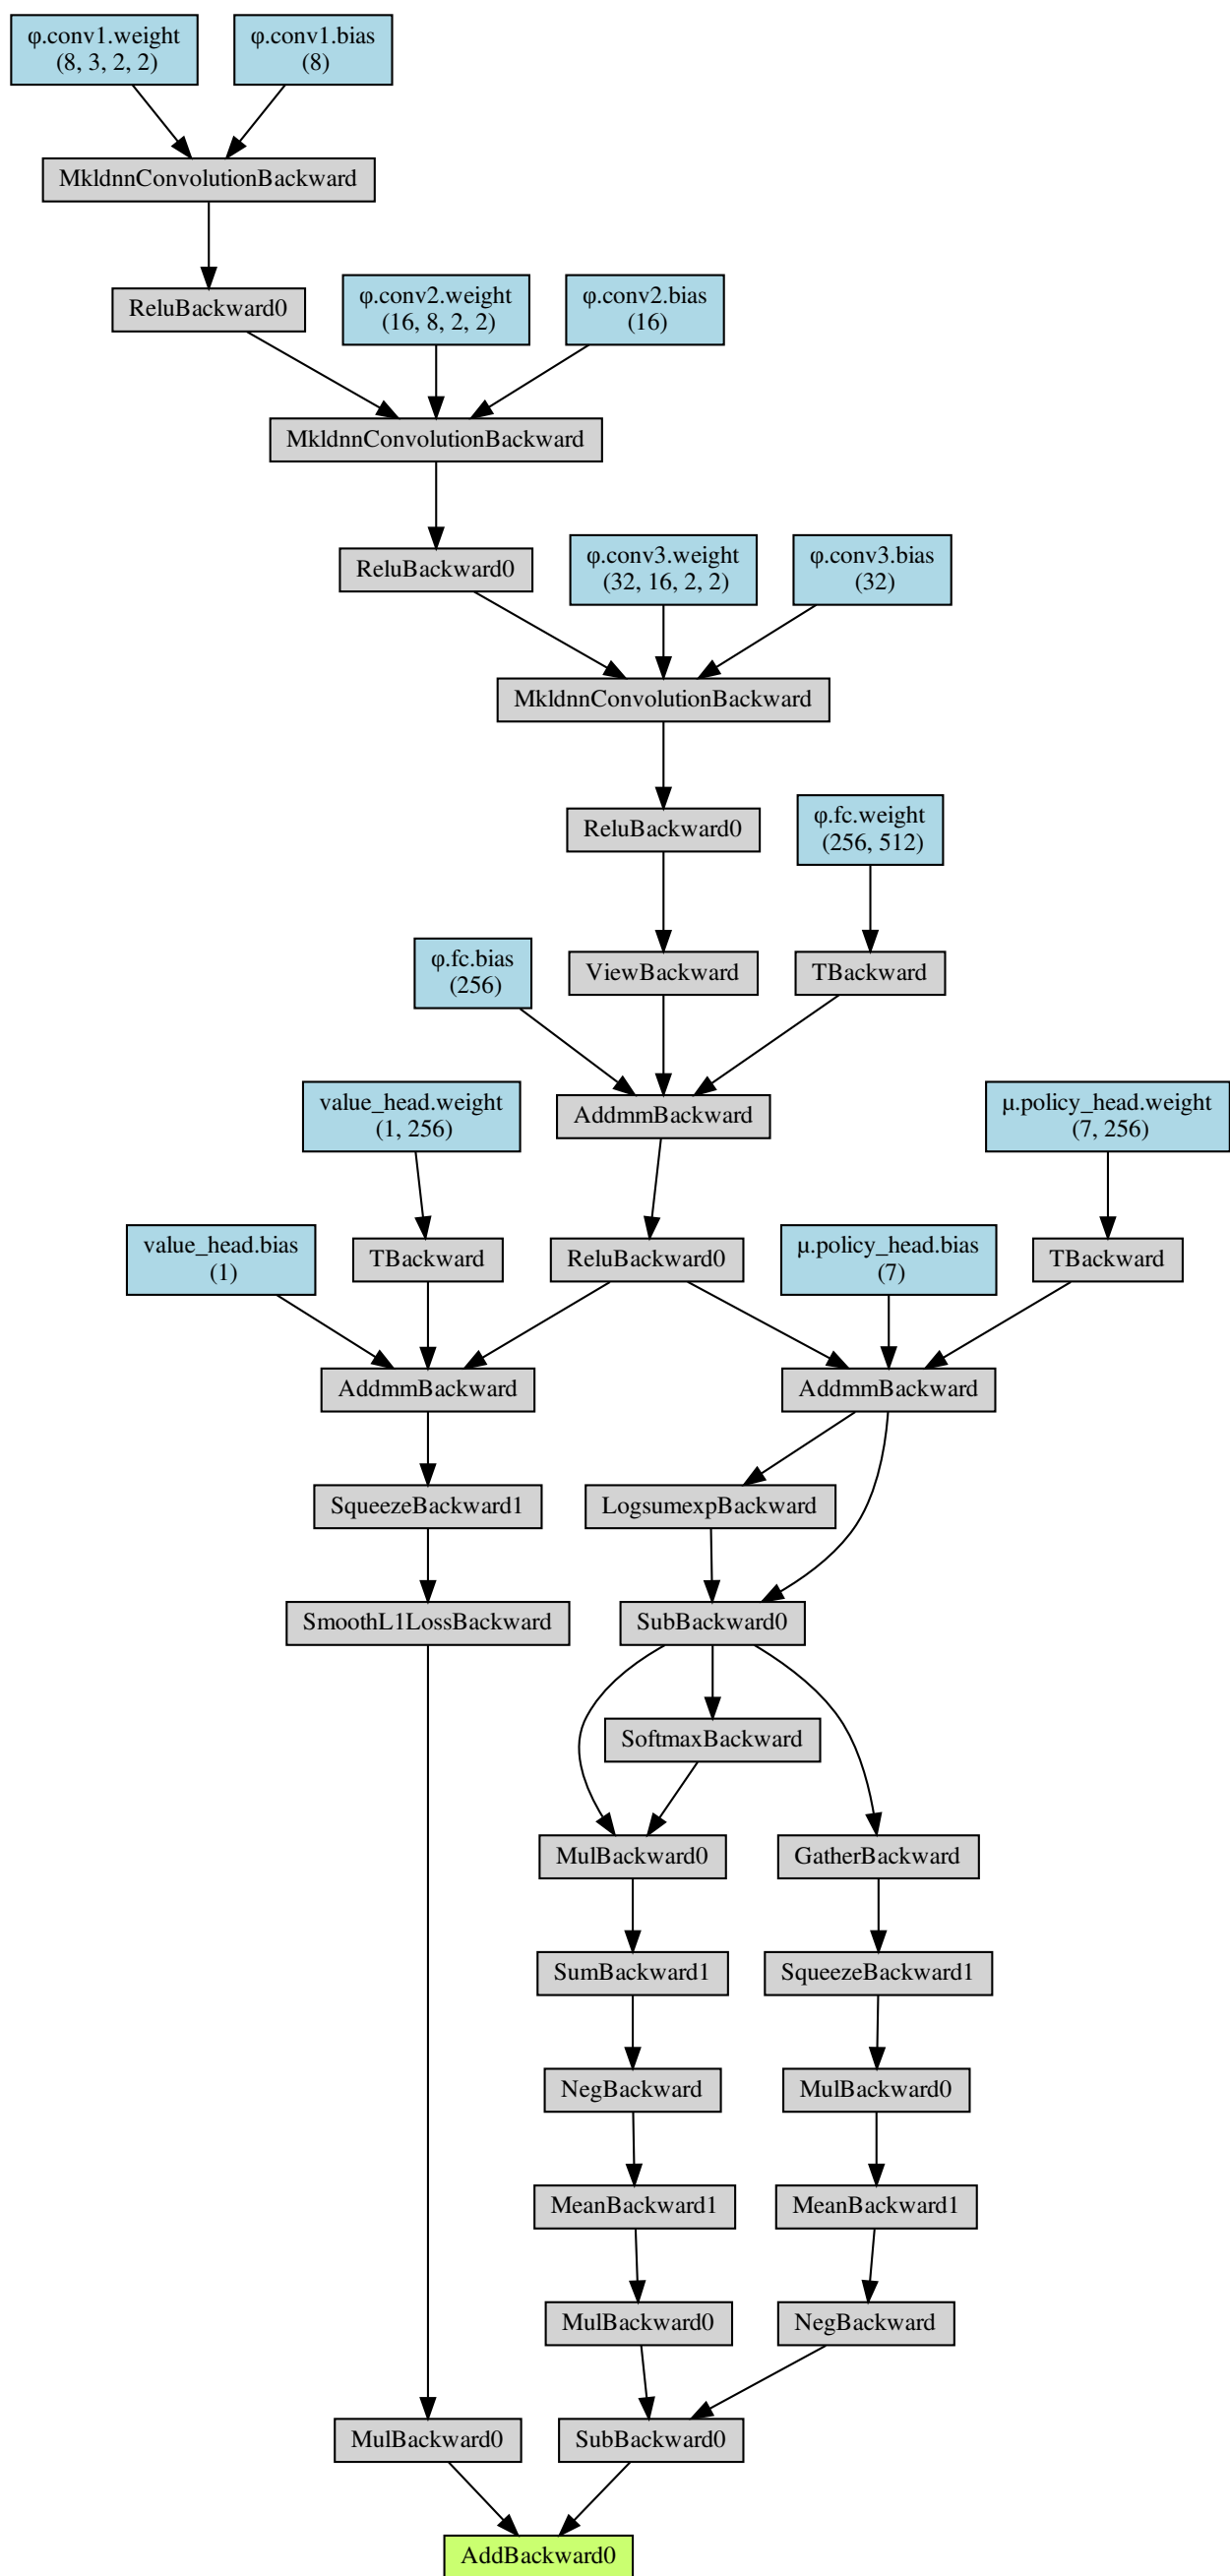 φ.conv1.weight
(8, 3, 2, 2)
φ.conv1.bias
(8)
MkldnnConvolutionBackward
ReluBackward0
φ.conv2.weight
(16, 8, 2, 2)
φ.conv2.bias
(16)
MkldnnConvolutionBackward
ReluBackward0
φ.conv3.weight
(32, 16, 2, 2)
φ.conv3.bias
(32)
MkldnnConvolutionBackward
ReluBackward0
φ.fc.weight
(256, 512)
φ.fc.bias
(256)
ViewBackward
TBackward
value_head.weight
(1, 256)
AddmmBackward
μ.policy_head.weight
(7, 256)
value_head.bias
(1)
TBackward
ReluBackward0
μ.policy_head.bias
(7)
TBackward
AddmmBackward
AddmmBackward
SqueezeBackward1
LogsumexpBackward
SmoothL1LossBackward
SubBackward0
SoftmaxBackward
MulBackward0
GatherBackward
SumBackward1
SqueezeBackward1
NegBackward
MulBackward0
MeanBackward1
MeanBackward1
MulBackward0
NegBackward
MulBackward0
SubBackward0
AddBackward0